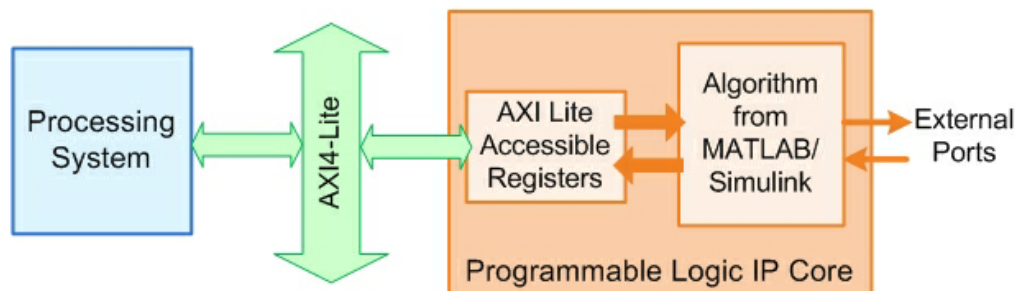 Processing
System
AXI4-Lite
AXI Lite
Accessible
Registers
Algorithm
from
MATLAB/
Simulink
External
Ports
Programmable Logic IP Core